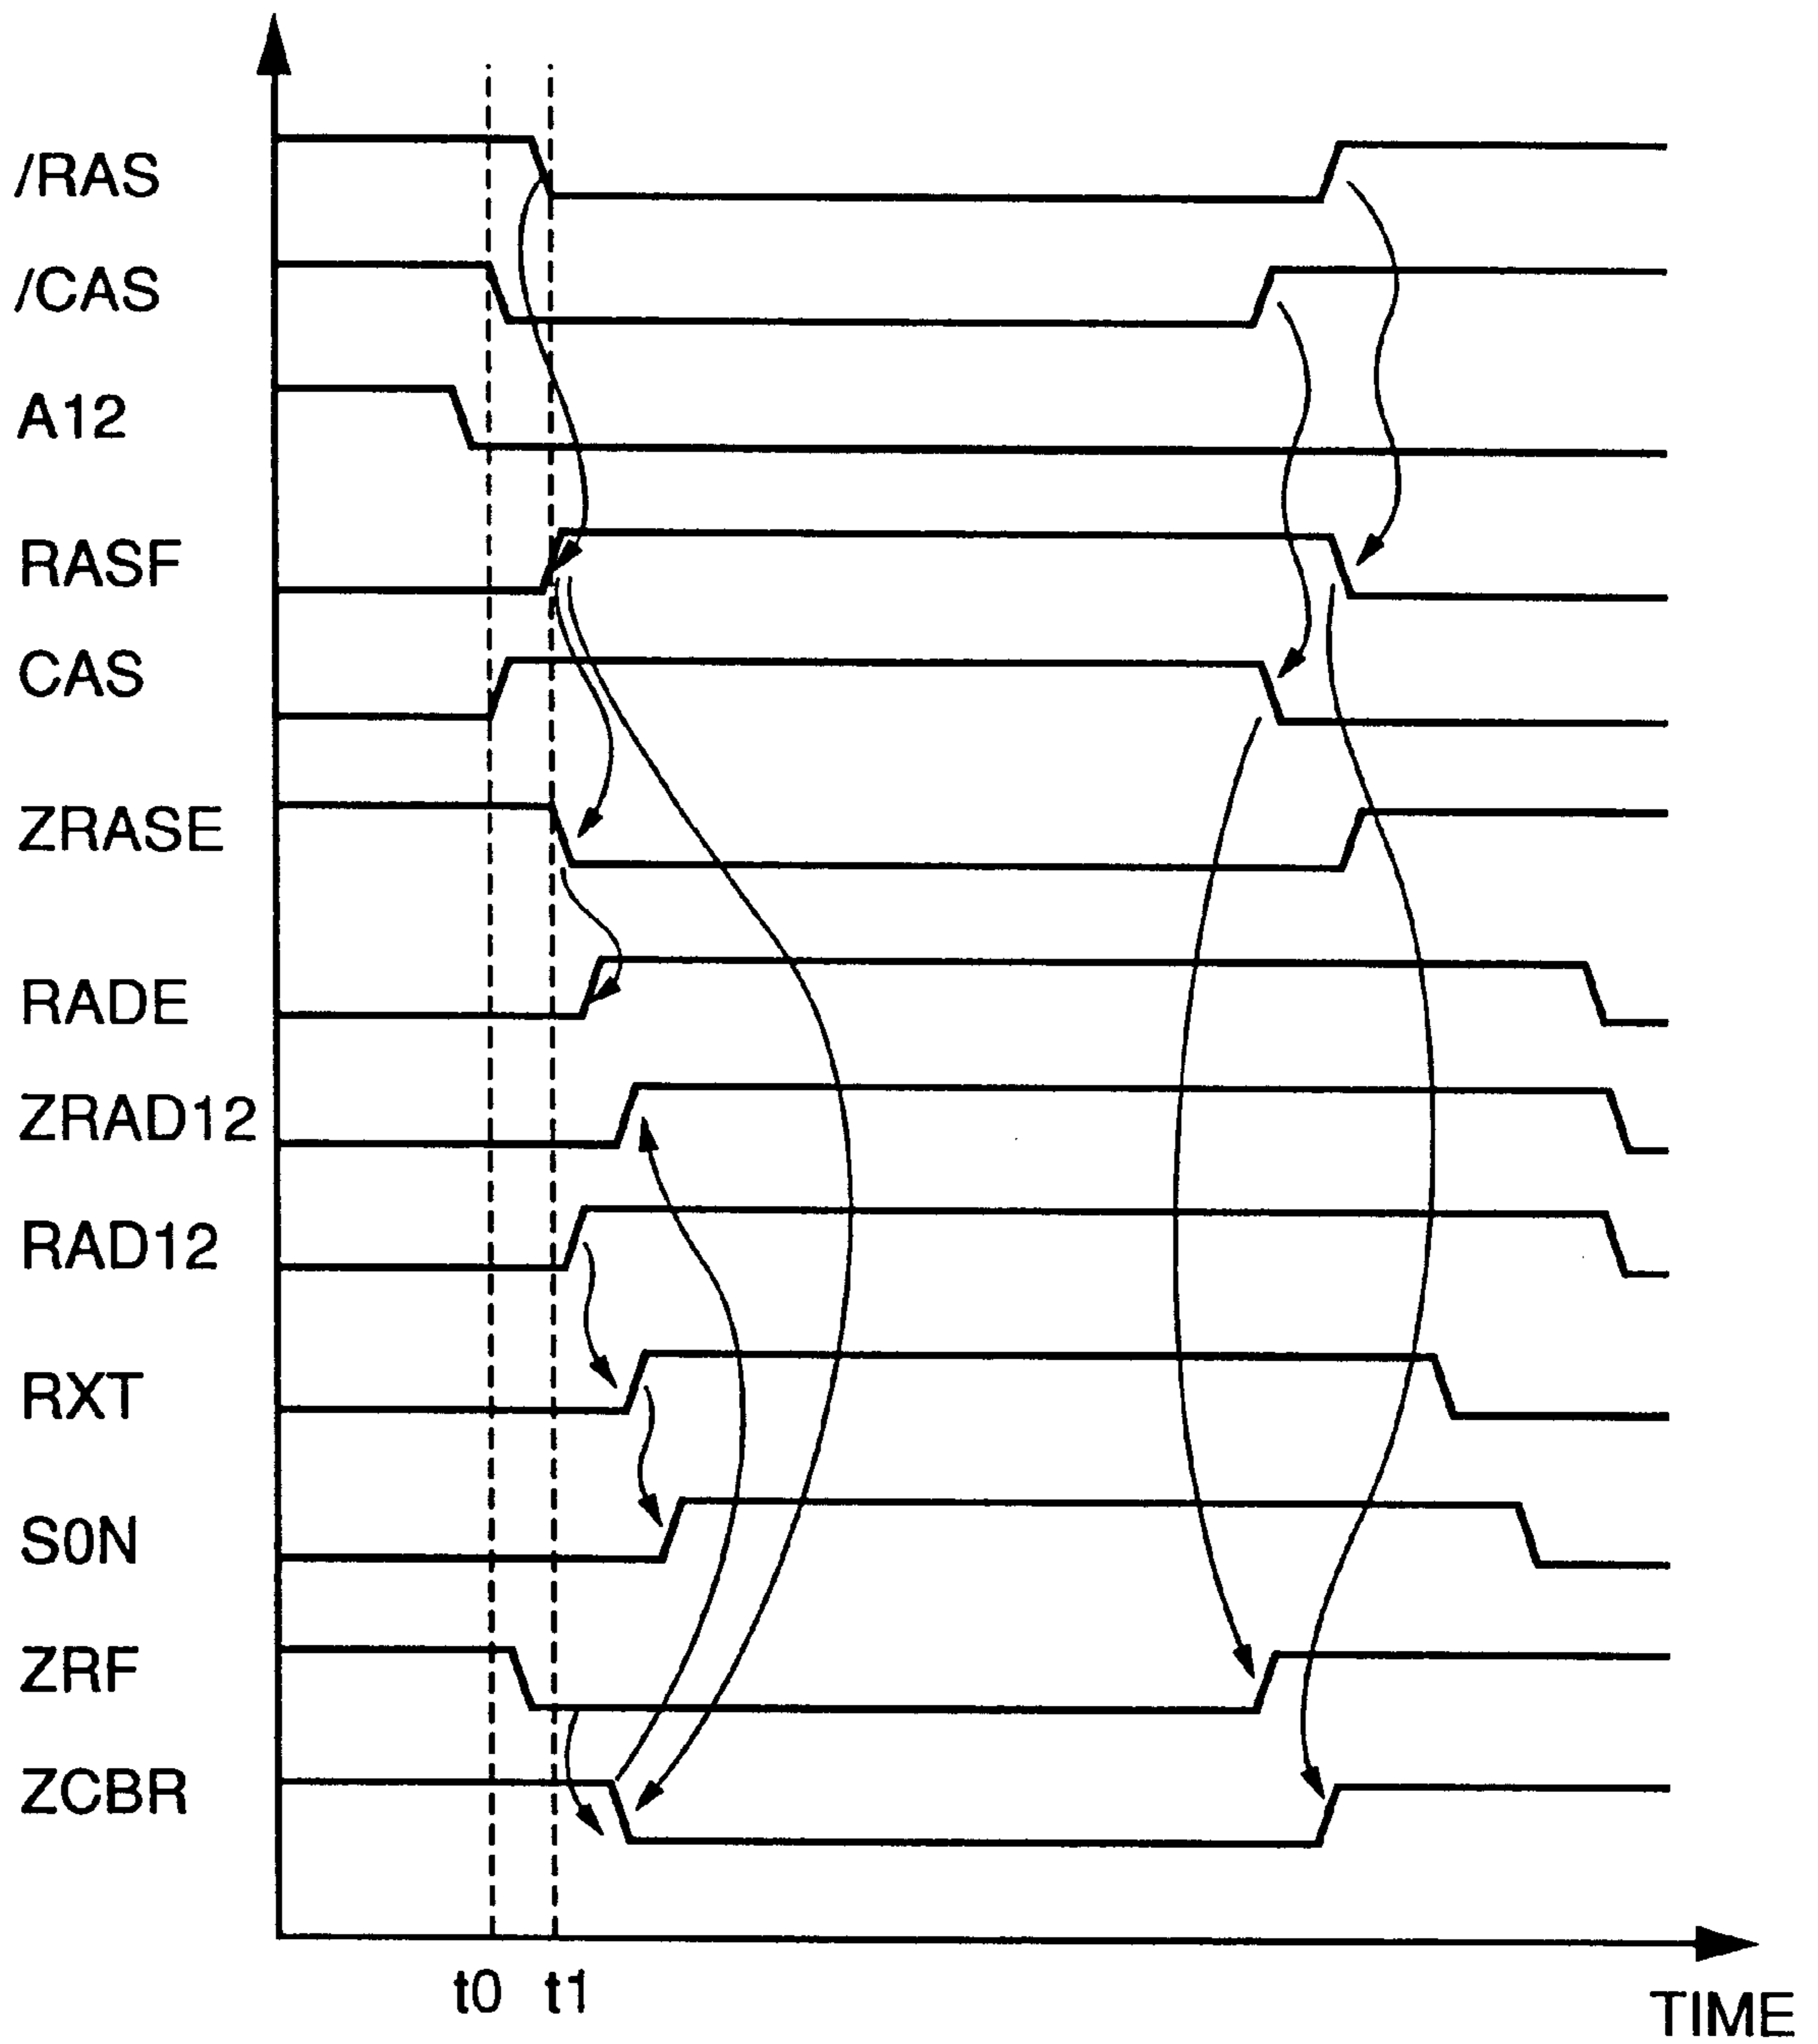 /RAS
/CAS
A12
RASF
CAS
ZRASE
RADE
ZRAD12
RAD12
RXT
S0N
ZRF
ZCBR
t0 t1
TIME